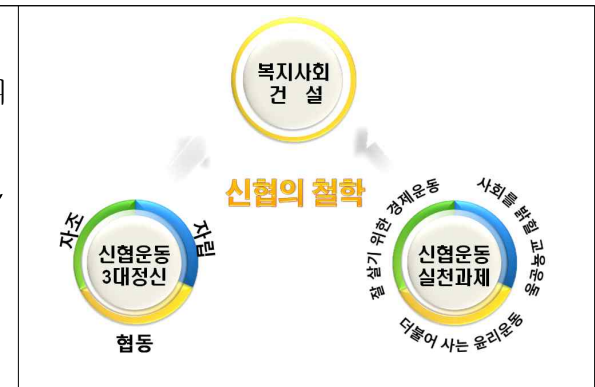 복지사회
건 설
신협의 철학
자조
자립
신협운동
3대정신
협동
잘 살기 위한 경제운동
사회를 밝힐 교육운동
신협운동
실천과제
더불어 사는 윤리운동